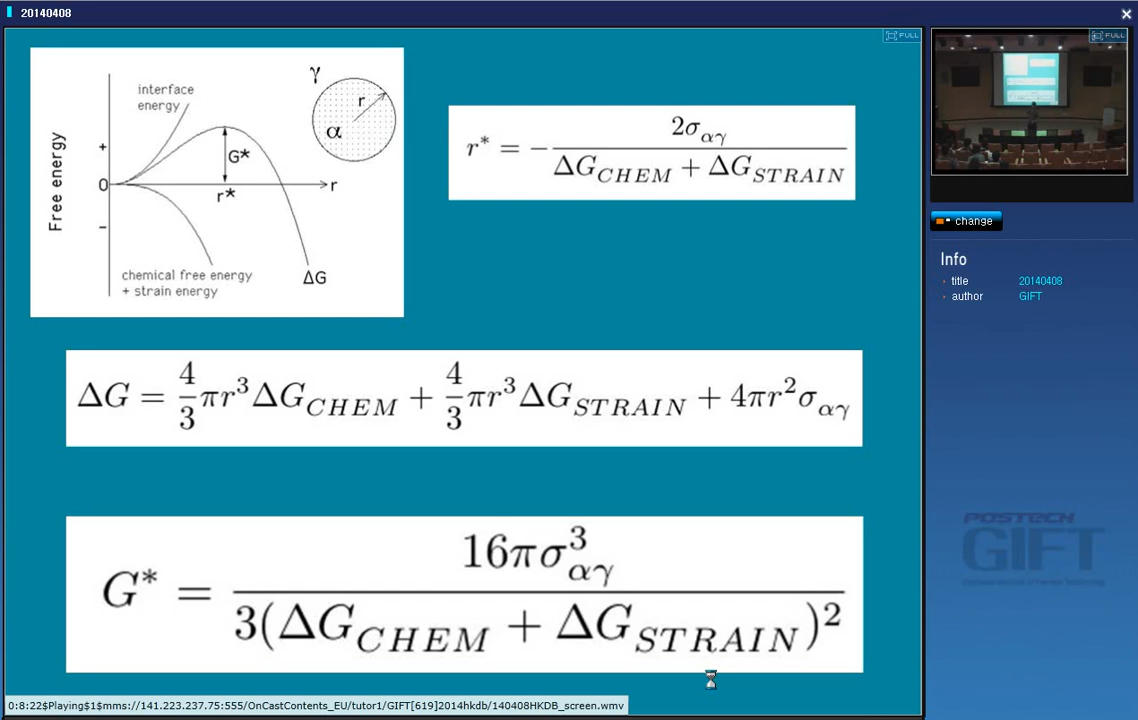 20140408
FULL
FULL
γ
r
α
interface
energy
Free energy
+
0
−
G*
r
r*
chemical free energy
+ strain energy
ΔG
r* = − 2σ_αγ / (ΔG_CHEM + ΔG_STRAIN)
ΔG = 4/3 πr³ΔG_CHEM + 4/3 πr³ΔG_STRAIN + 4πr²σ_αγ
G* = 16πσ³_αγ / 3(ΔG_CHEM + ΔG_STRAIN)²
change
Info
title 20140408
author GIFT
POSTECH
GIFT
0:8:22$Playing$1$mms://141.223.237.75:555/OnCastContents_EU/tutor1/GIFT[619]2014hkdb/140408HKDB_screen.wmv